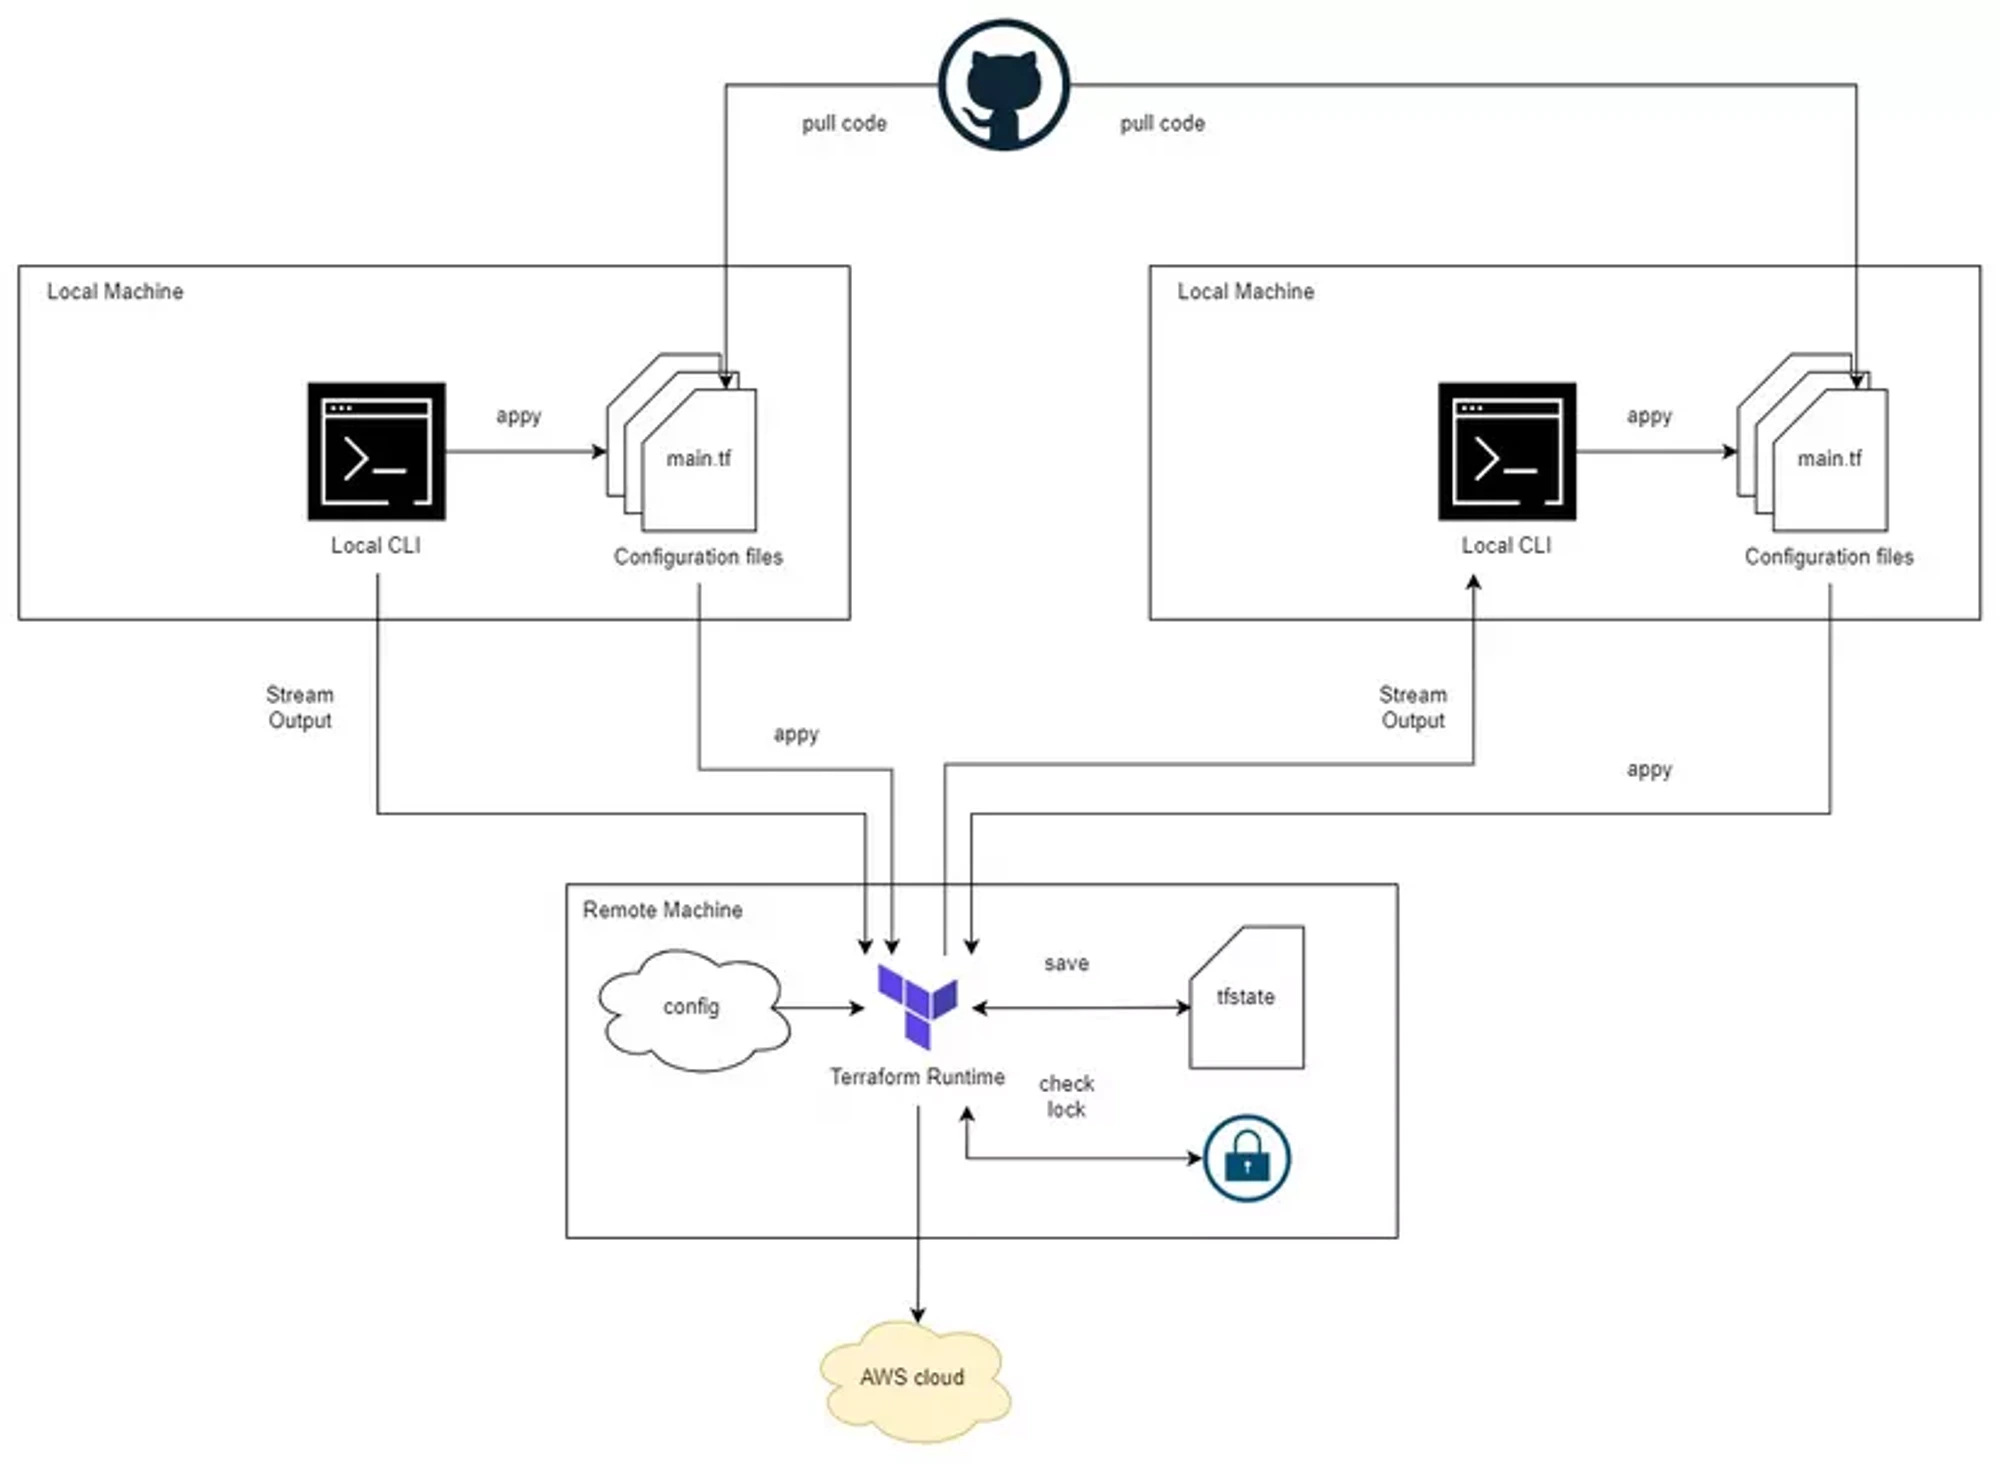 pull code
pull code
Local Machine
Local Machine
appy
main.tf
Local CLI
Configuration files
appy
main.tf
Local CLI
Configuration files
Stream
Output
appy
Stream
Output
appy
Remote Machine
config
save
tfstate
Terraform Runtime
check
lock
AWS cloud